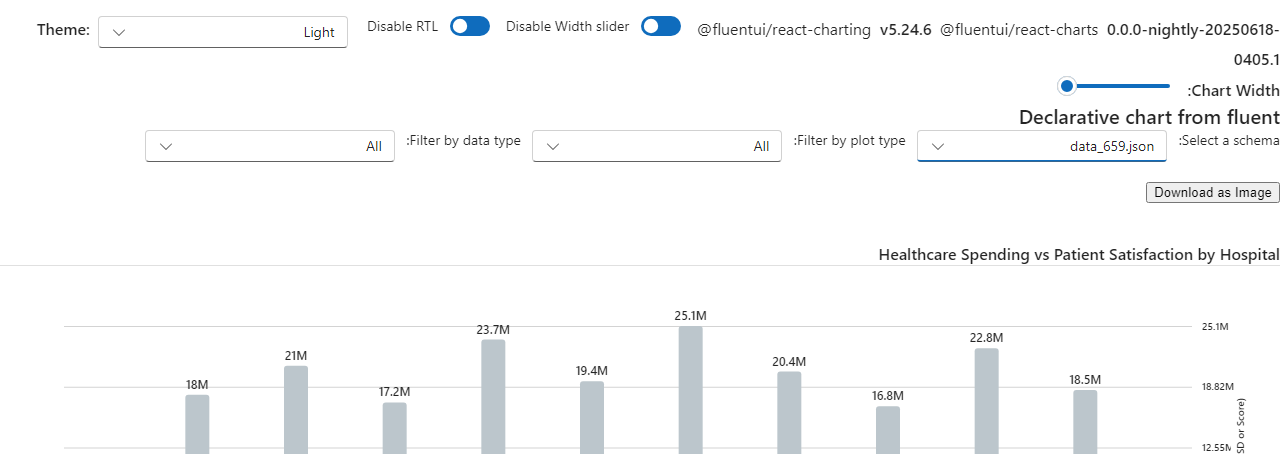 Theme: Light Disable RTL Disable Width slider @fluentui/react-charting v5.24.6 @fluentui/react-charts 0.0.0-nightly-20250618-
0405.1
:Chart Width
Declarative chart from fluent
:Select a schema data_659.json :Filter by plot type All :Filter by data type All
Download as Image
Healthcare Spending vs Patient Satisfaction by Hospital
18M
21M
17.2M
23.7M
19.4M
25.1M
20.4M
16.8M
22.8M
18.5M
25.1M
18.82M
12.55M
SD or Score)